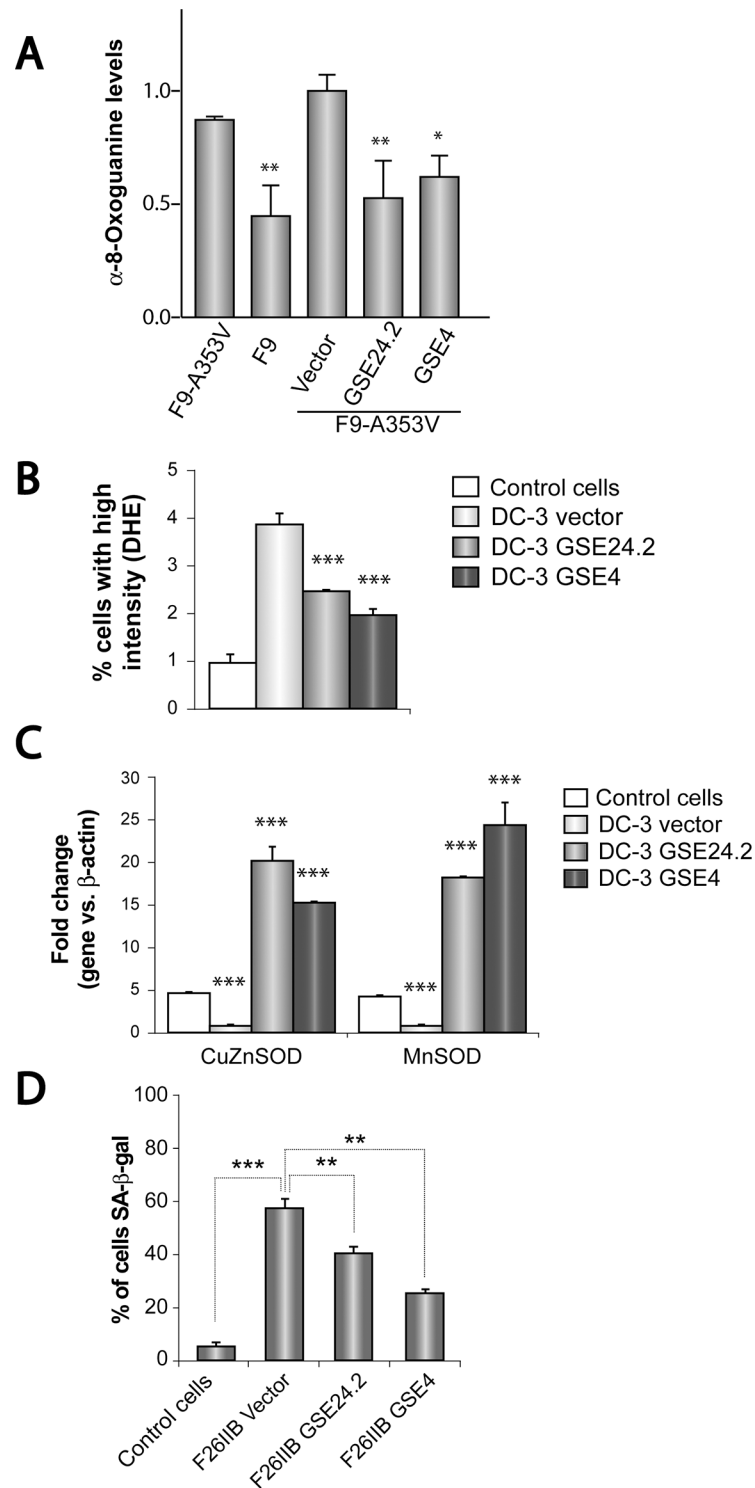 A
α-8-Oxoguanine levels
1.0
0.5
0.0
**
**
*
F9-A353V
F9
Vector
GSE24.2
GSE4
F9-A353V
B
% cells with high
intensity (DHE)
5
4
3
2
1
0
***
***
Control cells
DC-3 vector
DC-3 GSE24.2
DC-3 GSE4
C
Fold change
(gene vs. β-actin)
30
25
20
15
10
5
0
***
***
***
***
***
***
CuZnSOD
MnSOD
Control cells
DC-3 vector
DC-3 GSE24.2
DC-3 GSE4
D
% of cells SA-β-gal
100
80
60
40
20
0
***
**
**
Control cells
F26IIB Vector
F26IIB GSE24.2
F26IIB GSE4